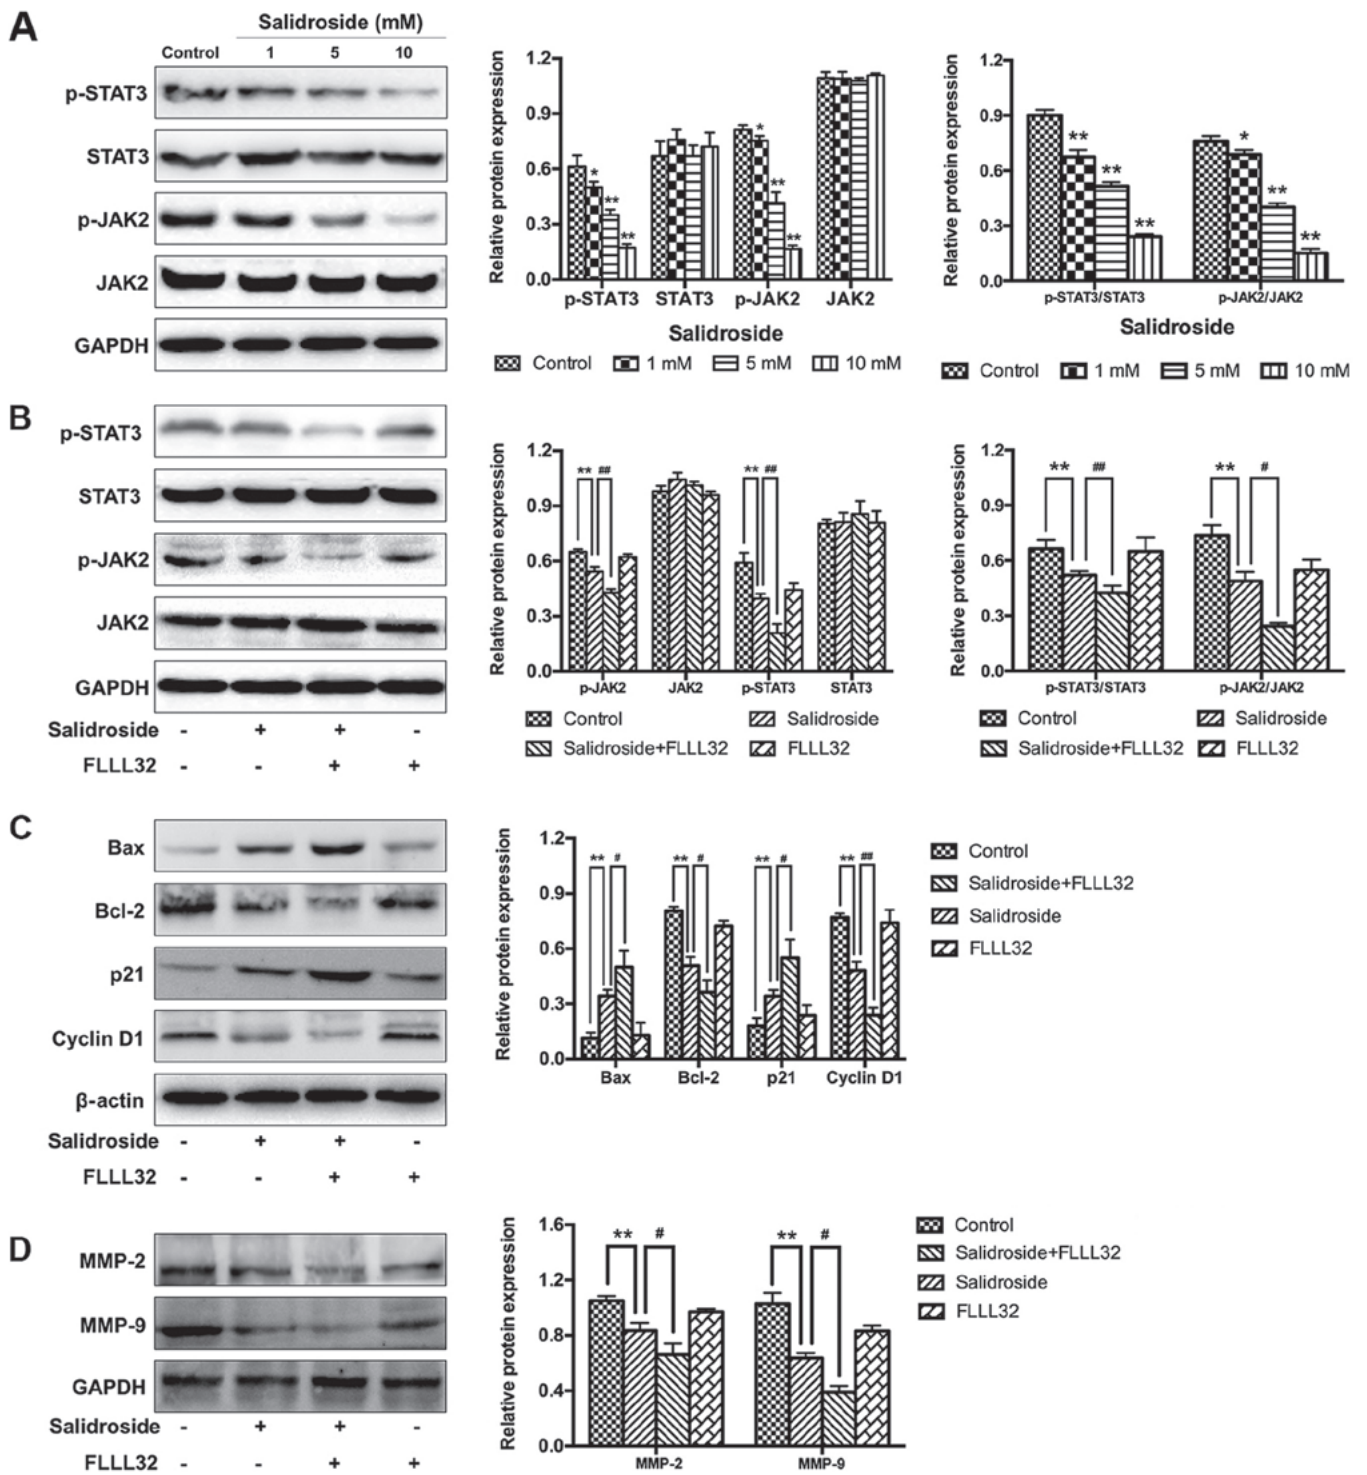 A
Salidroside (mM)
Control 1 5 10
p-STAT3
STAT3
p-JAK2
JAK2
GAPDH
Relative protein expression
1.2
0.9
0.6
0.3
0.0
* ** ** * ** **
p-STAT3 STAT3 p-JAK2 JAK2
Salidroside
Control 1 mM 5 mM 10 mM
Relative protein expression
1.2
0.9
0.6
0.3
0.0
** ** ** * ** **
p-STAT3/STAT3 p-JAK2/JAK2
Salidroside
Control 1 mM 5 mM 10 mM
B
p-STAT3
STAT3
p-JAK2
JAK2
GAPDH
Salidroside - + + -
FLLL32 - - + +
Relative protein expression
1.2
0.9
0.6
0.3
0.0
** ## ** ##
p-JAK2 JAK2 p-STAT3 STAT3
Control Salidroside
Salidroside+FLLL32 FLLL32
Relative protein expression
1.2
0.9
0.6
0.3
0.0
** ## ** #
p-STAT3/STAT3 p-JAK2/JAK2
Control Salidroside
Salidroside+FLLL32 FLLL32
C
Bax
Bcl-2
p21
Cyclin D1
β-actin
Salidroside - + + -
FLLL32 - - + +
Relative protein expression
1.2
0.9
0.6
0.3
0.0
** # ** # ** # ** ##
Bax Bcl-2 p21 Cyclin D1
Control
Salidroside+FLLL32
Salidroside
FLLL32
D
MMP-2
MMP-9
GAPDH
Salidroside - + + -
FLLL32 - - + +
Relative protein expression
1.6
1.2
0.8
0.4
0.0
** # ** #
MMP-2 MMP-9
Control
Salidroside+FLLL32
Salidroside
FLLL32